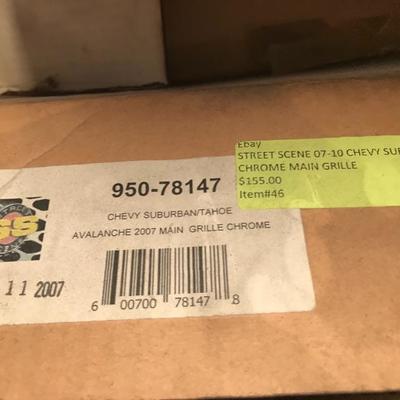 Ebay
STREET SCENE 07-10 CHEVY SUB
CHROME MAIN GRILLE
$155.00
Item#46
950-78147
CHEVY SUBURBAN/TAHOE
AVALANCHE 2007 MAIN GRILLE CHROME
11 2007
6 00700 78147 8